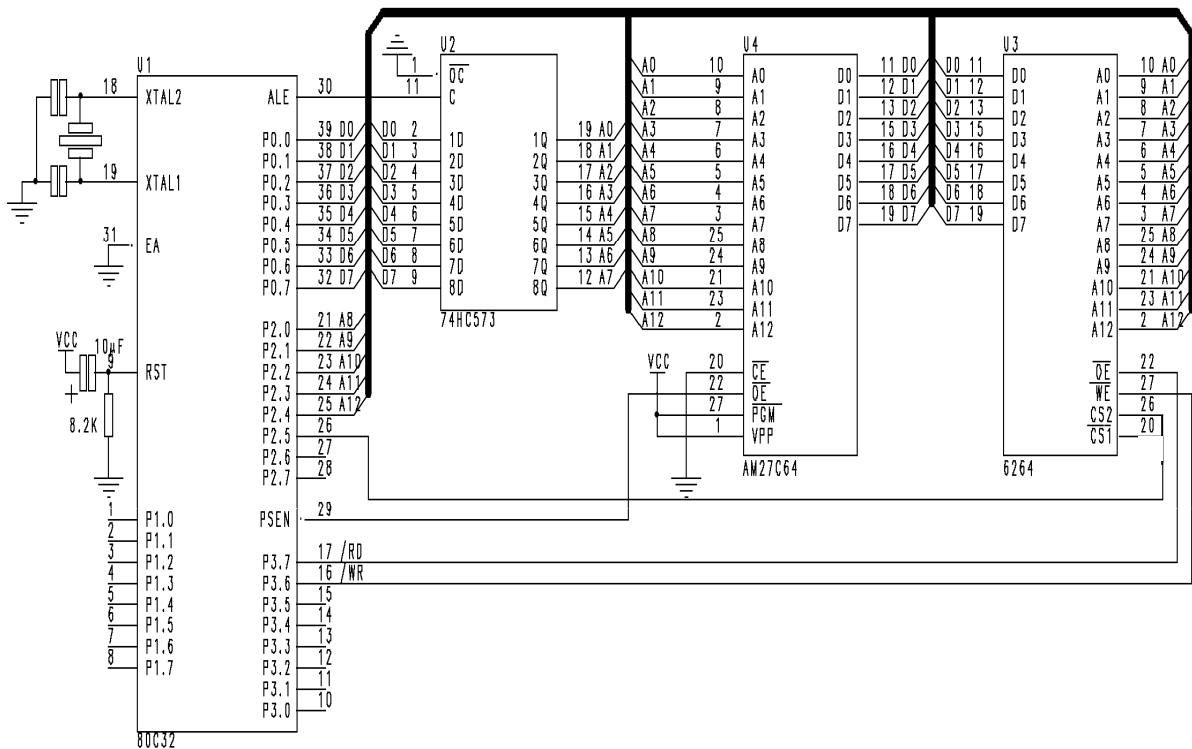 U1
18 XTAL2
19 XTAL1
31 EA
VCC
10µF
9 RST
+
8.2K
1 P1.0
2 P1.1
3 P1.2
4 P1.3
5 P1.4
6 P1.5
7 P1.6
8 P1.7
ALE 30
P0.0 39 D0
P0.1 38 D1
P0.2 37 D2
P0.3 36 D3
P0.4 35 D4
P0.5 34 D5
P0.6 33 D6
P0.7 32 D7
P2.0 21 A8
P2.1 22 A9
P2.2 23 A10
P2.3 24 A11
P2.4 25 A12
P2.5 26
P2.6 27
P2.7 28
PSEN 29
P3.7 17 /RD
P3.6 16 /WR
P3.5 15
P3.4 14
P3.3 13
P3.2 12
P3.1 11
P3.0 10
80C32
U2
1 OC
11 C
D0 2 1D 1Q 19 A0
D1 3 2D 2Q 18 A1
D2 4 3D 3Q 17 A2
D3 5 4D 4Q 16 A3
D4 6 5D 5Q 15 A4
D5 7 6D 6Q 14 A5
D6 8 7D 7Q 13 A6
D7 9 8D 8Q 12 A7
74HC573
U4
A0 10 A0 D0 11 D0
A1 9 A1 D1 12 D1
A2 8 A2 D2 13 D2
A3 7 A3 D3 15 D3
A4 6 A4 D4 16 D4
A5 5 A5 D5 17 D5
A6 4 A6 D6 18 D6
A7 3 A7 D7 19 D7
A8 25 A8
A9 24 A9
A10 21 A10
A11 23 A11
A12 2 A12
VCC
20 CE
22 OE
27 PGM
1 VPP
AM27C64
U3
D0 11 D0 A0 10 A0
D1 12 D1 A1 9 A1
D2 13 D2 A2 8 A2
D3 15 D3 A3 7 A3
D4 16 D4 A4 6 A4
D5 17 D5 A5 5 A5
D6 18 D6 A6 4 A6
D7 19 D7 A7 3 A7
A8 25 A8
A9 24 A9
A10 21 A10
A11 23 A11
A12 2 A12
OE 22
WE 27
CS2 26
CS1 20
6264